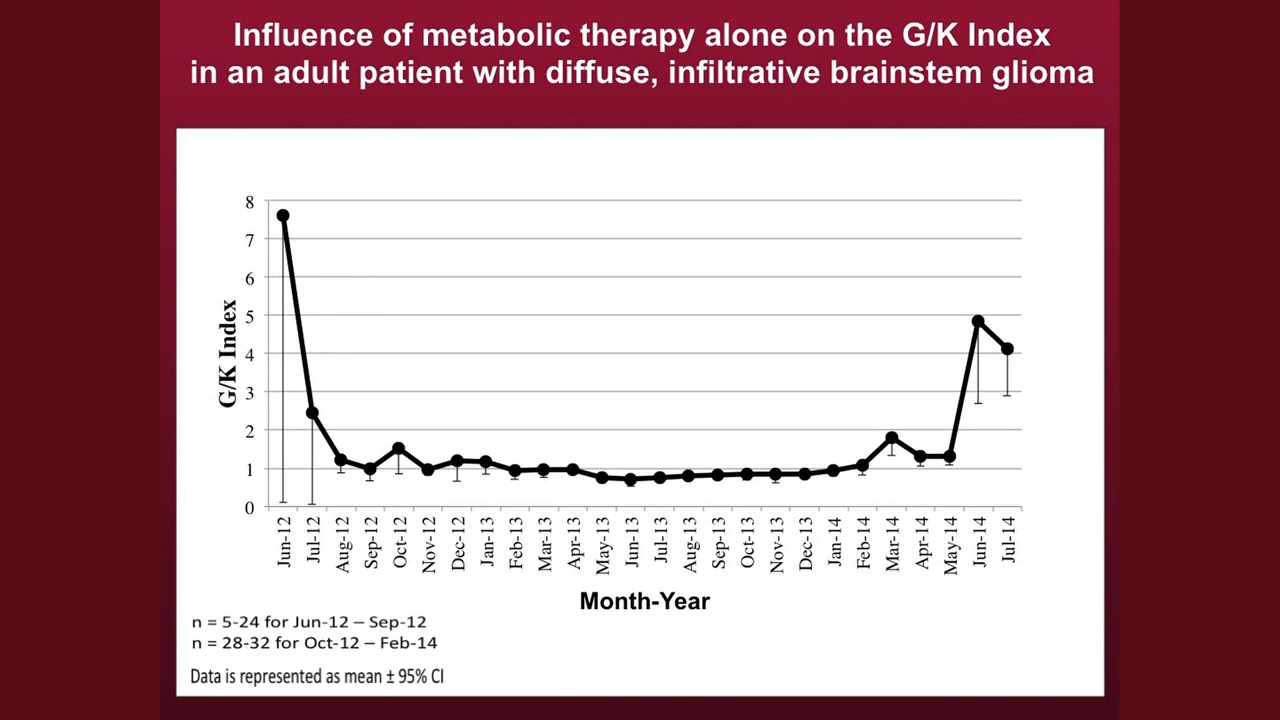 Influence of metabolic therapy alone on the G/K Index
in an adult patient with diffuse, infiltrative brainstem glioma
8
7
6
5
4
3
2
1
0
G/K Index
Jun-12
Jul-12
Aug-12
Sep-12
Oct-12
Nov-12
Dec-12
Jan-13
Feb-13
Mar-13
Apr-13
May-13
Jun-13
Jul-13
Aug-13
Sep-13
Oct-13
Nov-13
Dec-13
Jan-14
Feb-14
Mar-14
Apr-14
May-14
Jun-14
Jul-14
Month-Year
n = 5-24 for Jun-12 – Sep-12
n = 28-32 for Oct-12 – Feb-14
Data is represented as mean ± 95% CI